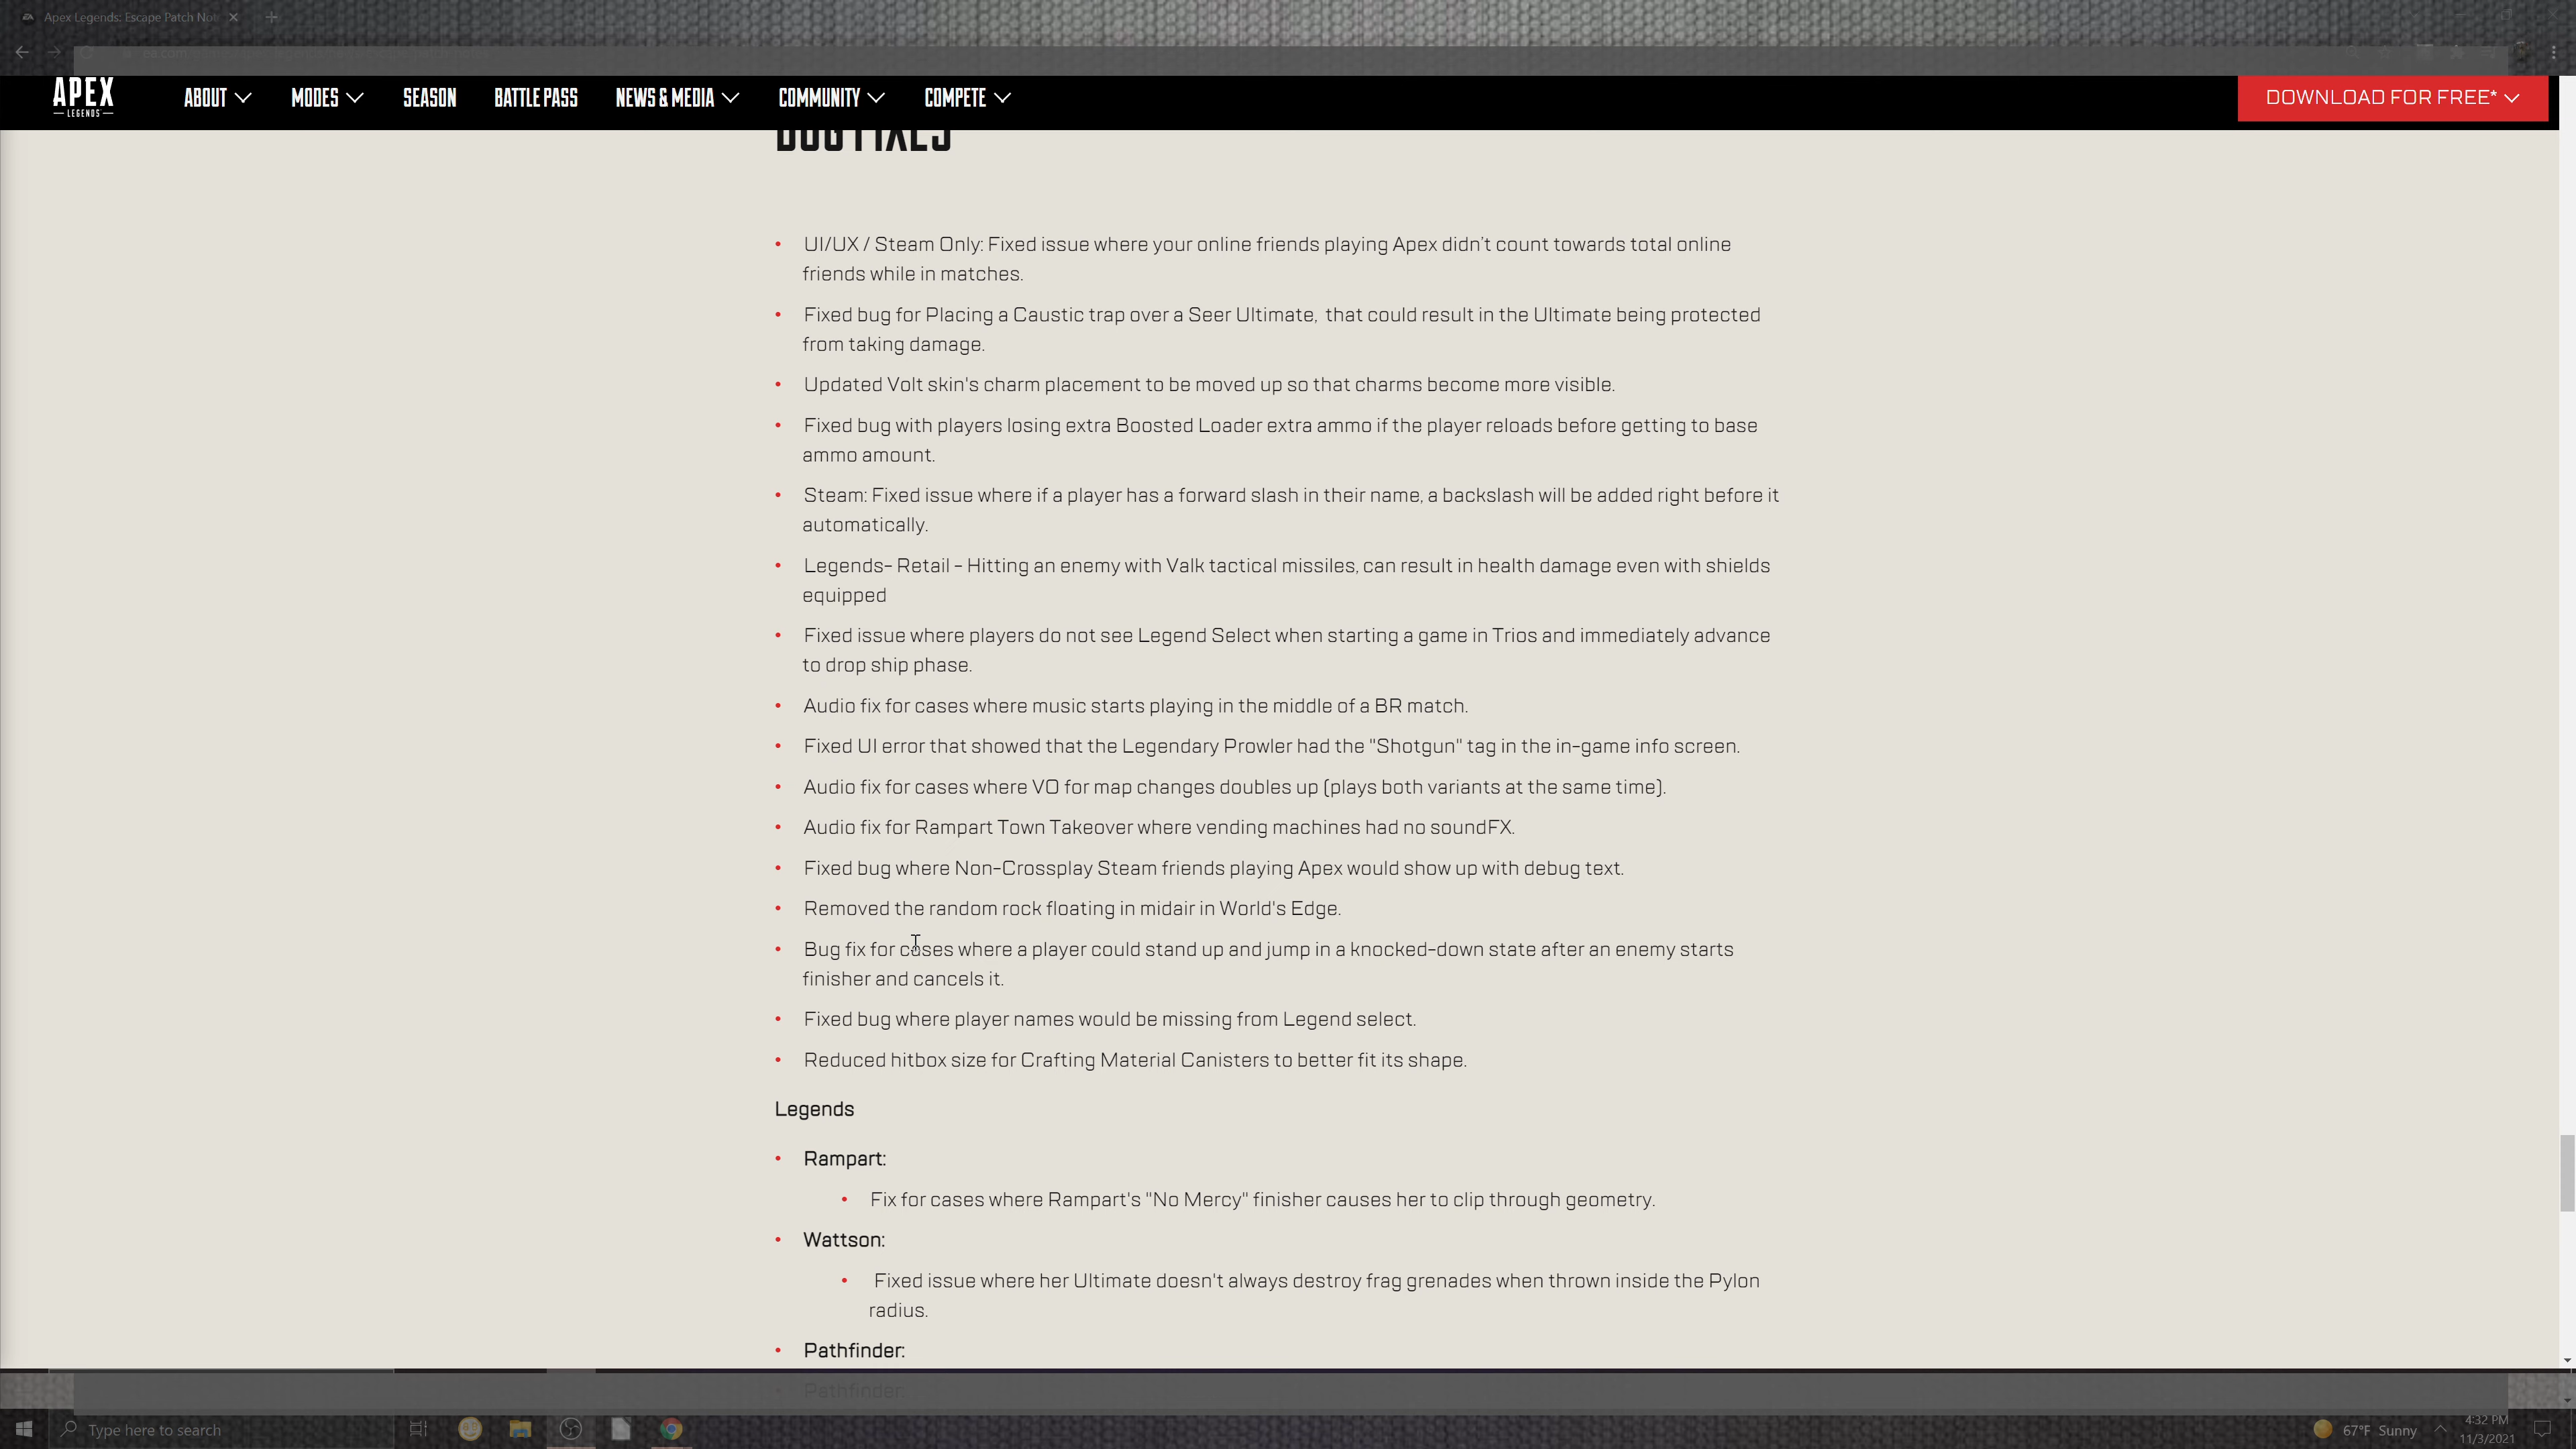 Apex Legends: Escape Patch Not
APEX
LEGENDS
ABOUT
MODES
SEASON
BATTLE PASS
NEWS & MEDIA
COMMUNITY
COMPETE
DOWNLOAD FOR FREE*
BUG FIXES
• UI/UX / Steam Only: Fixed issue where your online friends playing Apex didn’t count towards total online
friends while in matches.
• Fixed bug for Placing a Caustic trap over a Seer Ultimate,  that could result in the Ultimate being protected
from taking damage.
• Updated Volt skin's charm placement to be moved up so that charms become more visible.
• Fixed bug with players losing extra Boosted Loader extra ammo if the player reloads before getting to base
ammo amount.
• Steam: Fixed issue where if a player has a forward slash in their name, a backslash will be added right before it
automatically.
• Legends- Retail - Hitting an enemy with Valk tactical missiles, can result in health damage even with shields
equipped
• Fixed issue where players do not see Legend Select when starting a game in Trios and immediately advance
to drop ship phase.
• Audio fix for cases where music starts playing in the middle of a BR match.
• Fixed UI error that showed that the Legendary Prowler had the "Shotgun" tag in the in-game info screen.
• Audio fix for cases where VO for map changes doubles up (plays both variants at the same time).
• Audio fix for Rampart Town Takeover where vending machines had no soundFX.
• Fixed bug where Non-Crossplay Steam friends playing Apex would show up with debug text.
• Removed the random rock floating in midair in World's Edge.
• Bug fix for cases where a player could stand up and jump in a knocked-down state after an enemy starts
finisher and cancels it.
• Fixed bug where player names would be missing from Legend select.
• Reduced hitbox size for Crafting Material Canisters to better fit its shape.
Legends
• Rampart:
• Fix for cases where Rampart's "No Mercy" finisher causes her to clip through geometry.
• Wattson:
• Fixed issue where her Ultimate doesn't always destroy frag grenades when thrown inside the Pylon
radius.
• Pathfinder:
• Pathfinder:
Type here to search
67°F Sunny
4:32 PM
11/3/2021